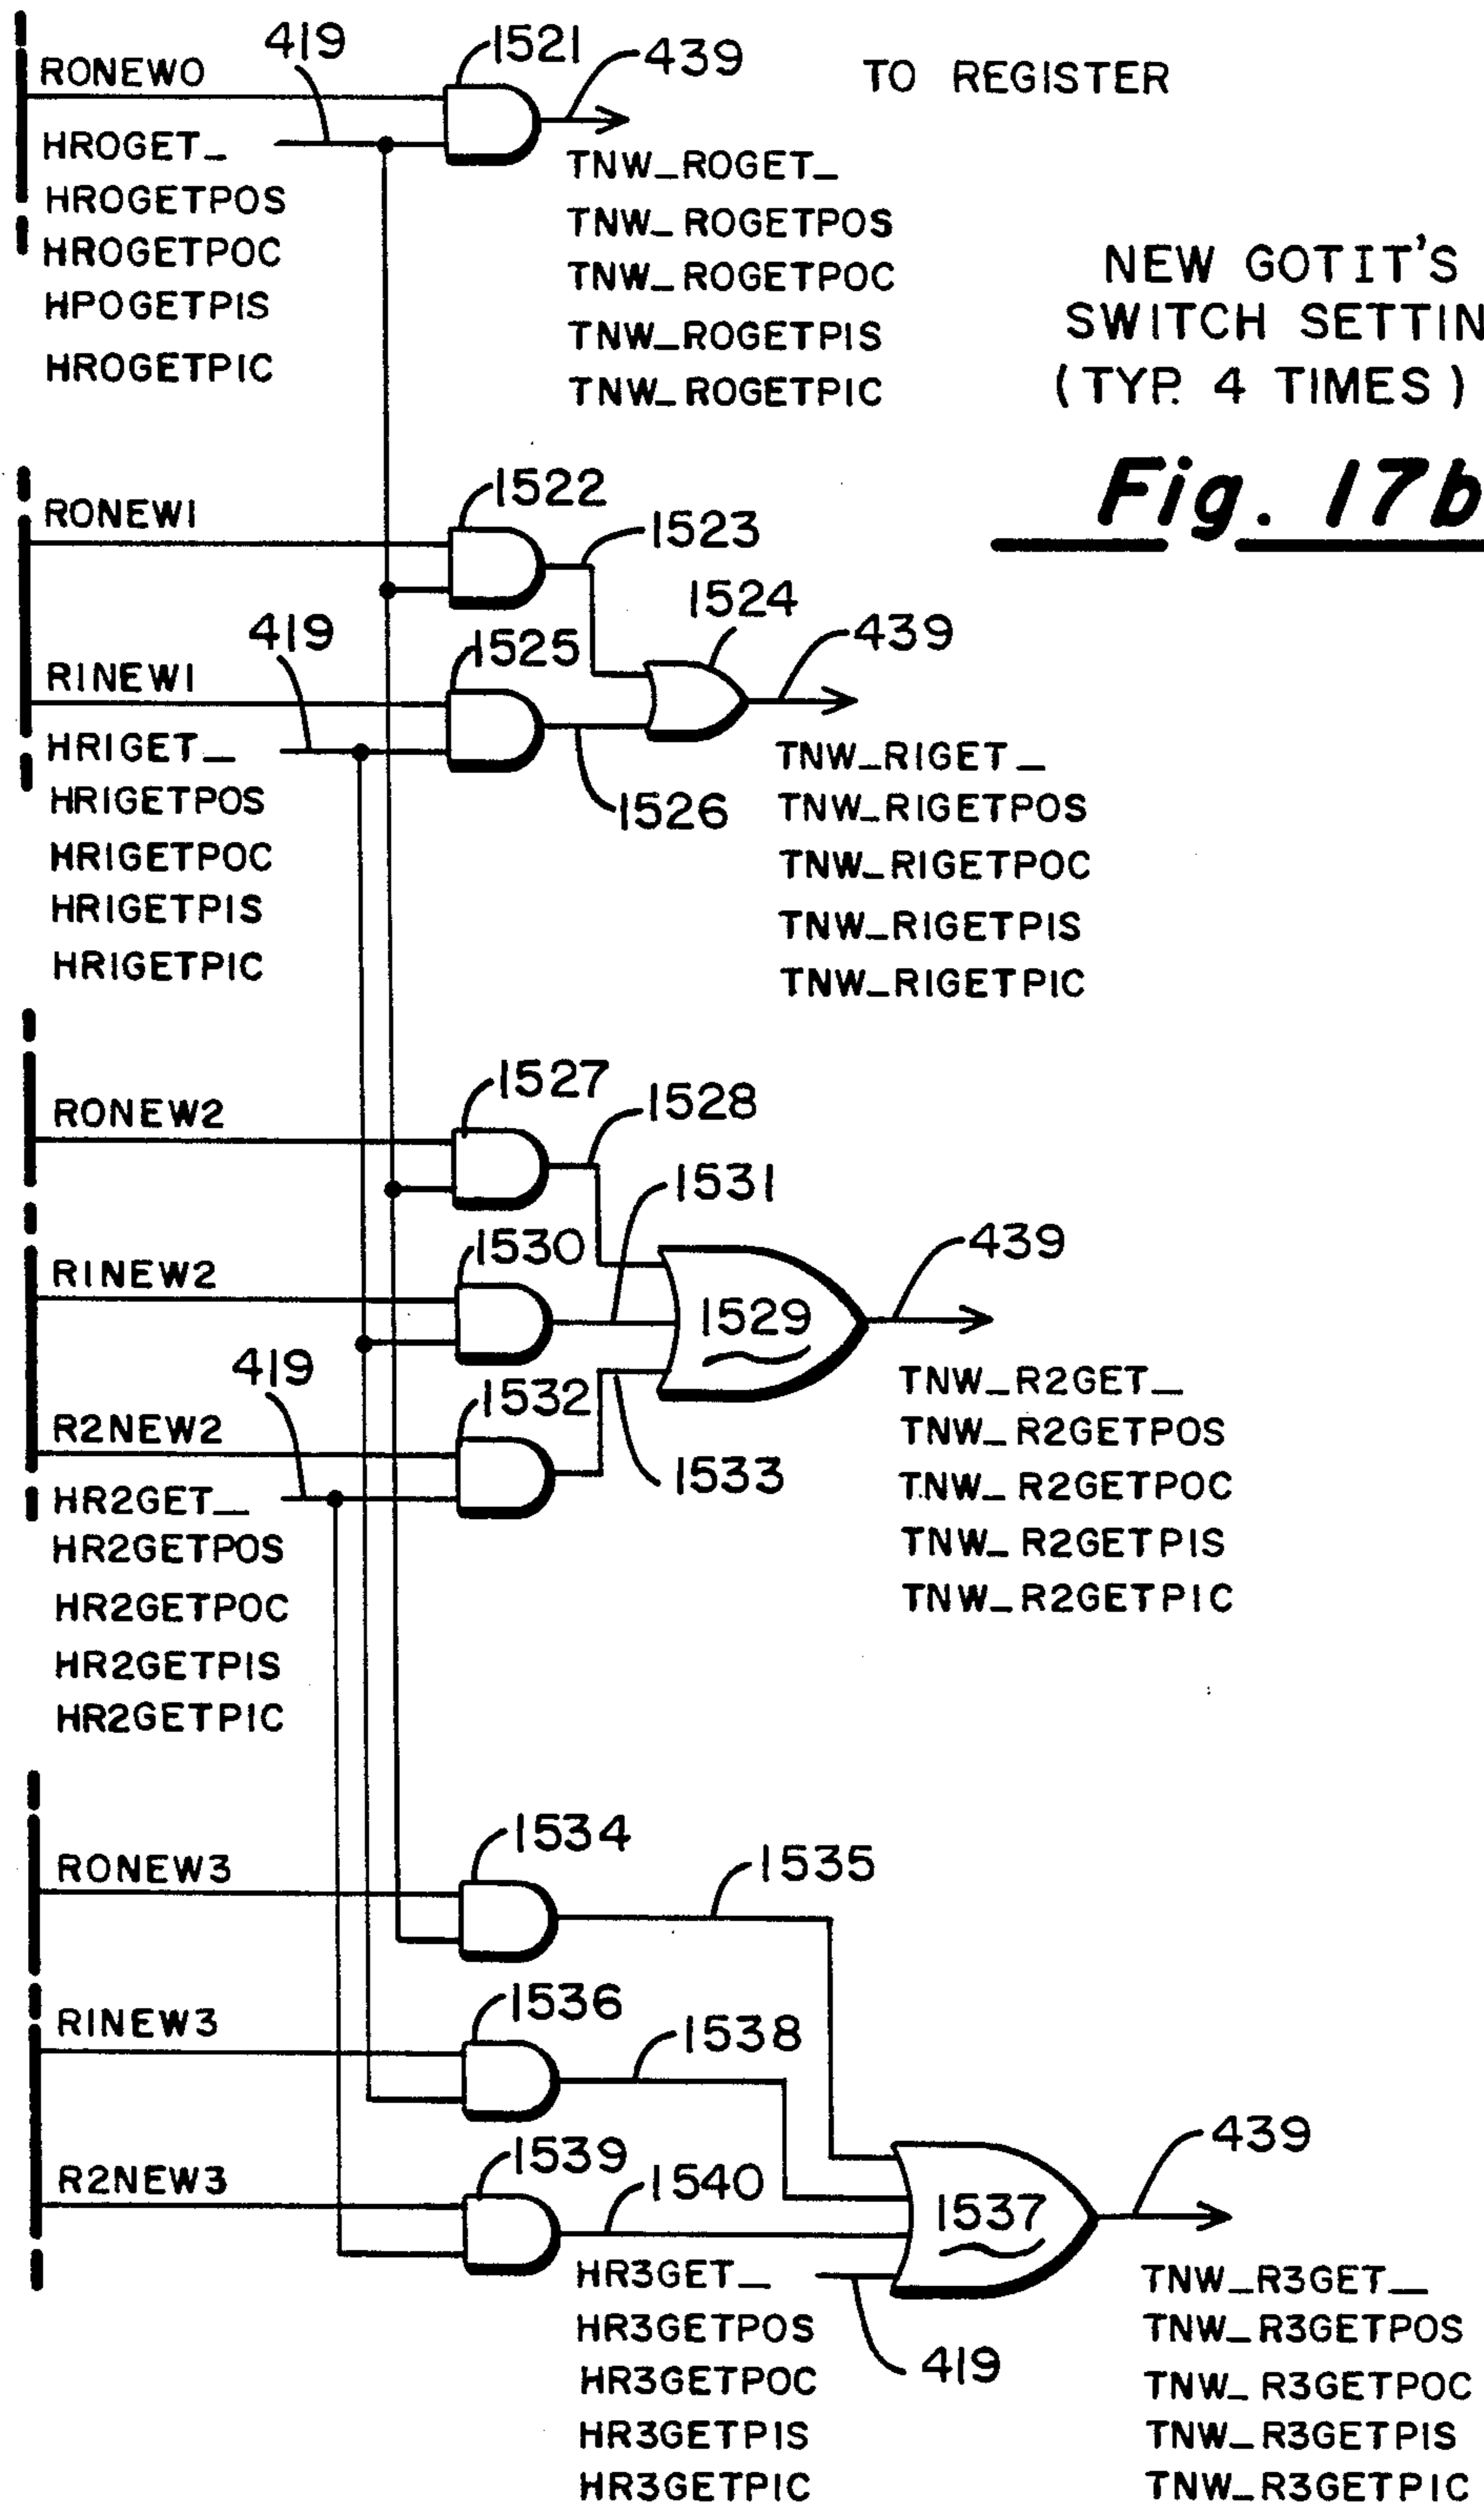 419
1521
439
TO REGISTER
RONEWO
HROGET_
HROGETPOS
HROGETPOC
HPOGETPIS
HROGETPIC
TNW_ROGET_
TNW_ROGETPOS
TNW_ROGETPOC
TNW_ROGETPIS
TNW_ROGETPIC
NEW GOTIT'S
SWITCH SETTIN
(TYP. 4 TIMES)
Fig. 17b
RONEW1
1522
1523
1524
419
1525
439
RINEW1
HRIGET_
HRIGETPOS
HRIGETPOC
HRIGETPIS
HRIGETPIC
1526
TNW_RIGET_
TNW_RIGETPOS
TNW_RIGETPOC
TNW_RIGETPIS
TNW_RIGETPIC
1527
1528
RONEW2
1531
1530
439
RINEW2
1529
419
1532
R2NEW2
1533
HR2GET_
HR2GETPOS
HR2GETPOC
HR2GETPIS
HR2GETPIC
TNW_R2GET_
TNW_R2GETPOS
TNW_R2GETPOC
TNW_R2GETPIS
TNW_R2GETPIC
1534
1535
RONEW3
1536
1538
RINEW3
439
1539
1540
R2NEW3
1537
HR3GET_
HR3GETPOS
HR3GETPOC
HR3GETPIS
HR3GETPIC
419
TNW_R3GET_
TNW_R3GETPOS
TNW_R3GETPOC
TNW_R3GETPIS
TNW_R3GETPIC